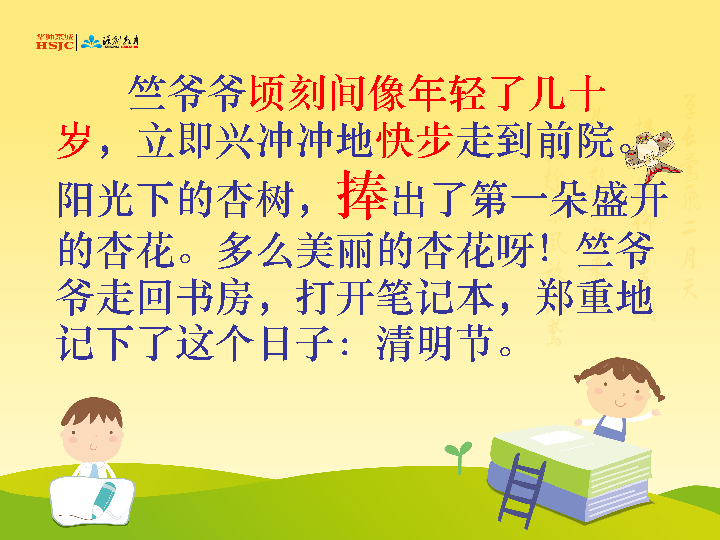 华师京城
HSJC
竺爷爷顷刻间像年轻了几十
岁，立即兴冲冲地快步走到前院。
阳光下的杏树，捧出了第一朵盛开
的杏花。多么美丽的杏花呀！竺爷
爷走回书房，打开笔记本，郑重地
记下了这个日子：清明节。